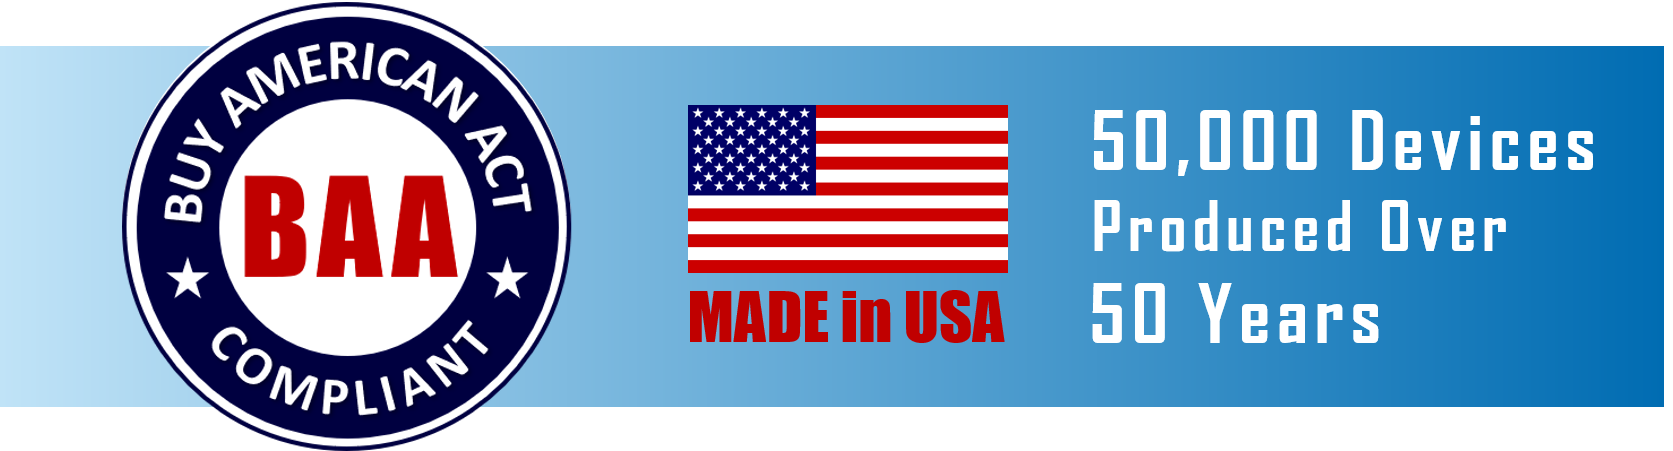 BUY AMERICAN ACT
BAA
COMPLIANT
MADE in USA
50,000 Devices
Produced Over
50 Years